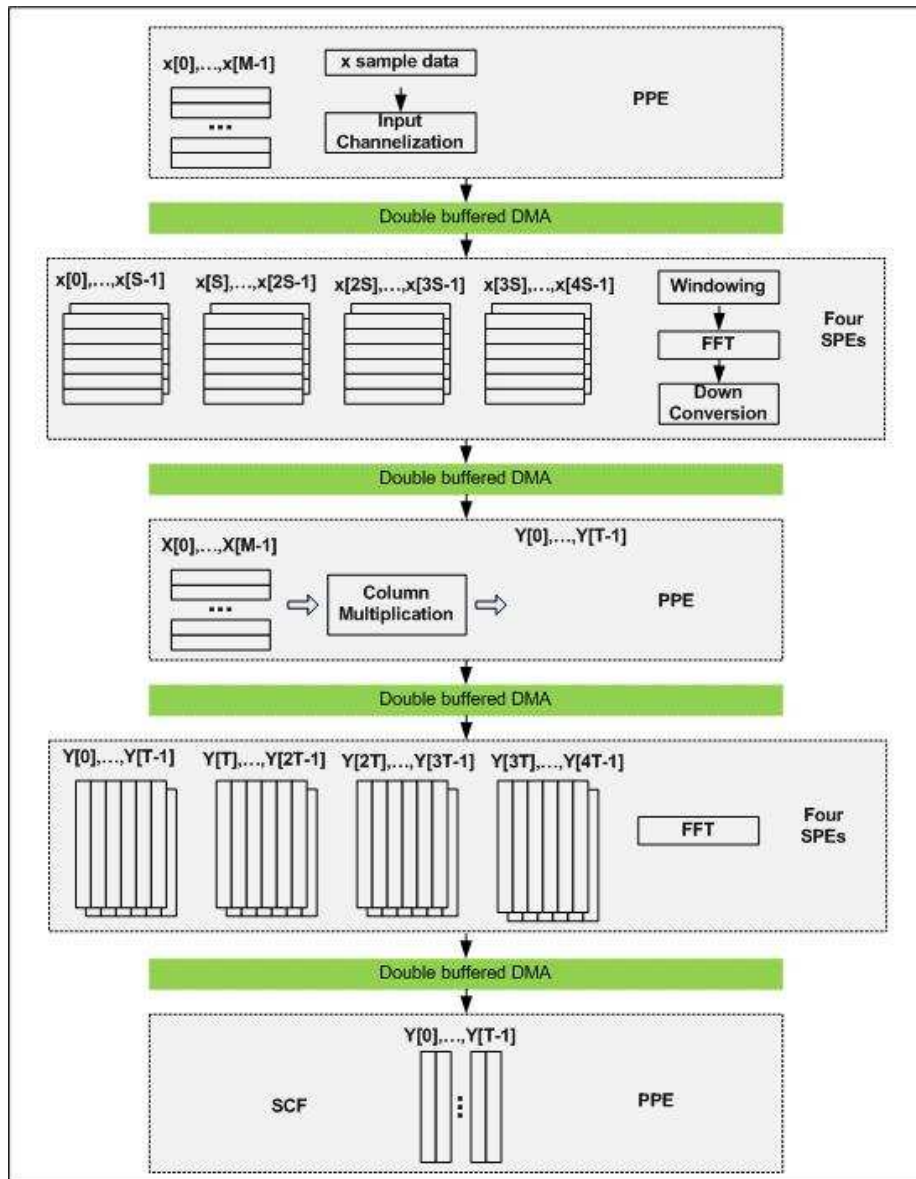 x[0],...,x[M-1]
x sample data
PPE
...
Input
Channelization
Double buffered DMA
x[0],...,x[S-1]
x[S],...,x[2S-1]
x[2S],...,x[3S-1]
x[3S],...,x[4S-1]
Windowing
Four
SPEs
FFT
Down
Conversion
Double buffered DMA
X[0],...,X[M-1]
Y[0],...,Y[T-1]
...
Column
Multiplication
PPE
Double buffered DMA
Y[0],...,Y[T-1]
Y[T],...,Y[2T-1]
Y[2T],...,Y[3T-1]
Y[3T],...,Y[4T-1]
FFT
Four
SPEs
Double buffered DMA
Y[0],...,Y[T-1]
SCF
...
PPE